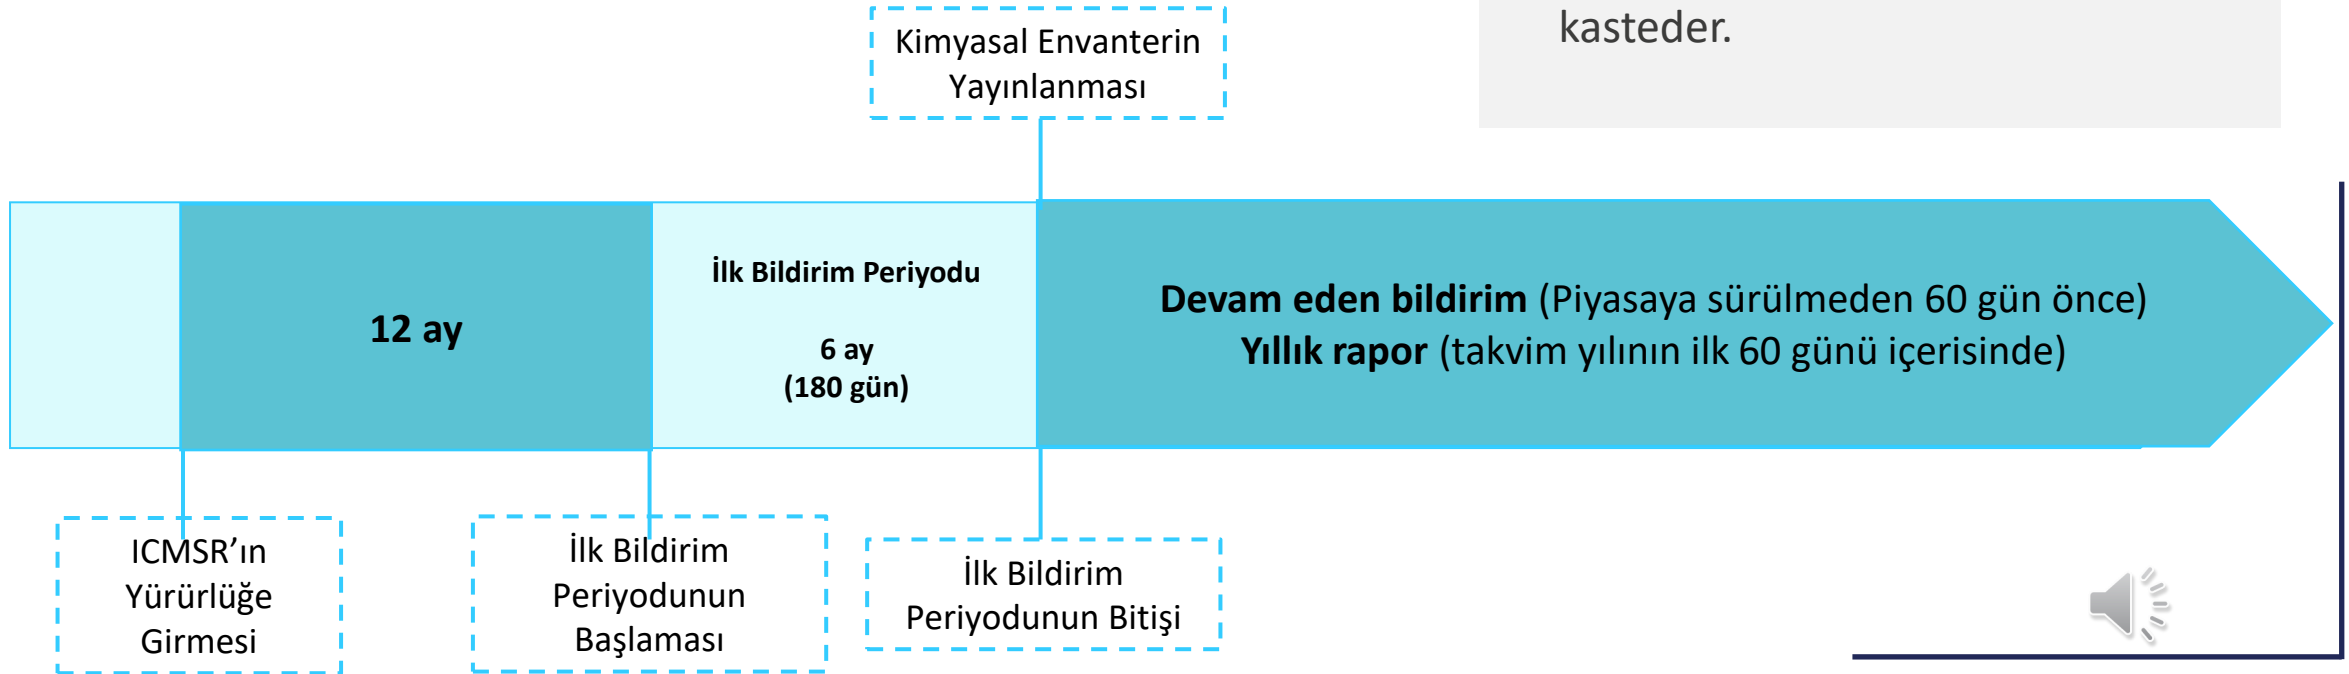 kasteder.
Kimyasal Envanterin
Yayınlanması
12 ay
İlk Bildirim Periyodu
6 ay
(180 gün)
Devam eden bildirim (Piyasaya sürülmeden 60 gün önce)
Yıllık rapor (takvim yılının ilk 60 günü içerisinde)
ICMSR’ın
Yürürlüğe
Girmesi
İlk Bildirim
Periyodunun
Başlaması
İlk Bildirim
Periyodunun Bitişi